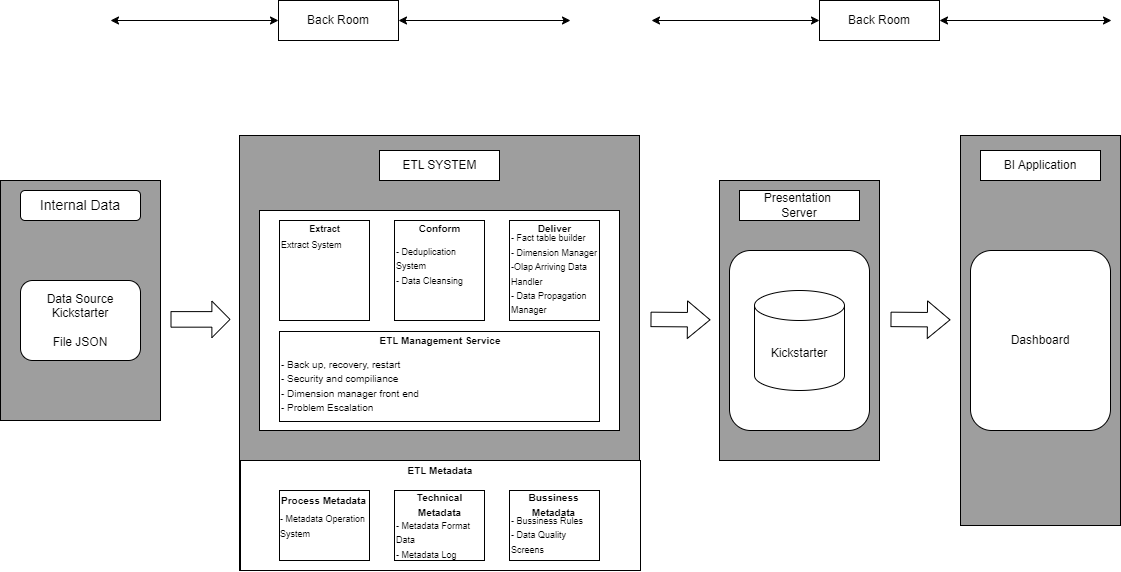 Back Room
Back Room
Internal Data
Data Source
Kickstarter
File JSON
ETL SYSTEM
Extract
Extract System
Conform
- Deduplication
System
- Data Cleansing
Deliver
- Fact table builder
- Dimension Manager
-Olap Arriving Data
Handler
- Data Propagation
Manager
ETL Management Service
- Back up, recovery, restart
- Security and compliance
- Dimension manager front end
- Problem Escalation
ETL Metadata
Process Metadata
- Metadata Operation
System
Technical
Metadata
- Metadata Format
Data
- Metadata Log
Bussiness
Metadata
- Bussiness Rules
- Data Quality
Screens
Presentation
Server
Kickstarter
BI Application
Dashboard